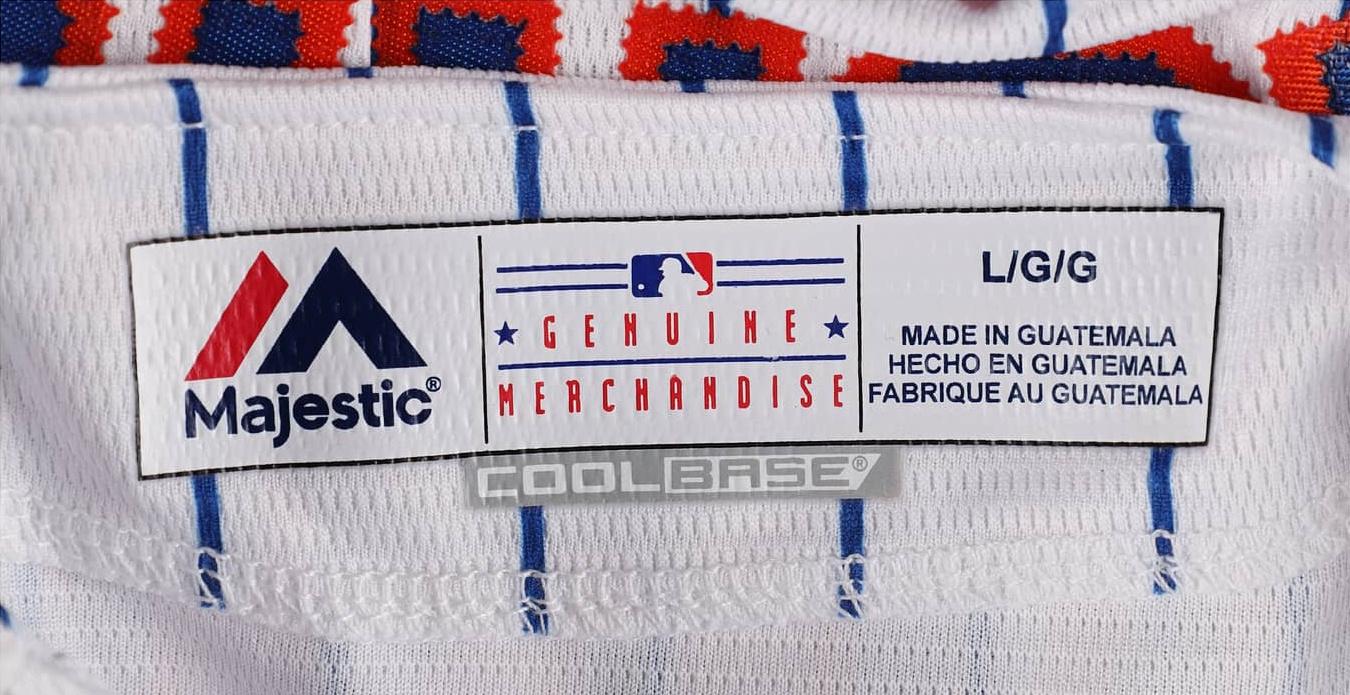 Majestic®
GENUINE
MERCHANDISE
L/G/G
MADE IN GUATEMALA
HECHO EN GUATEMALA
FABRIQUE AU GUATEMALA
COOLBASE®